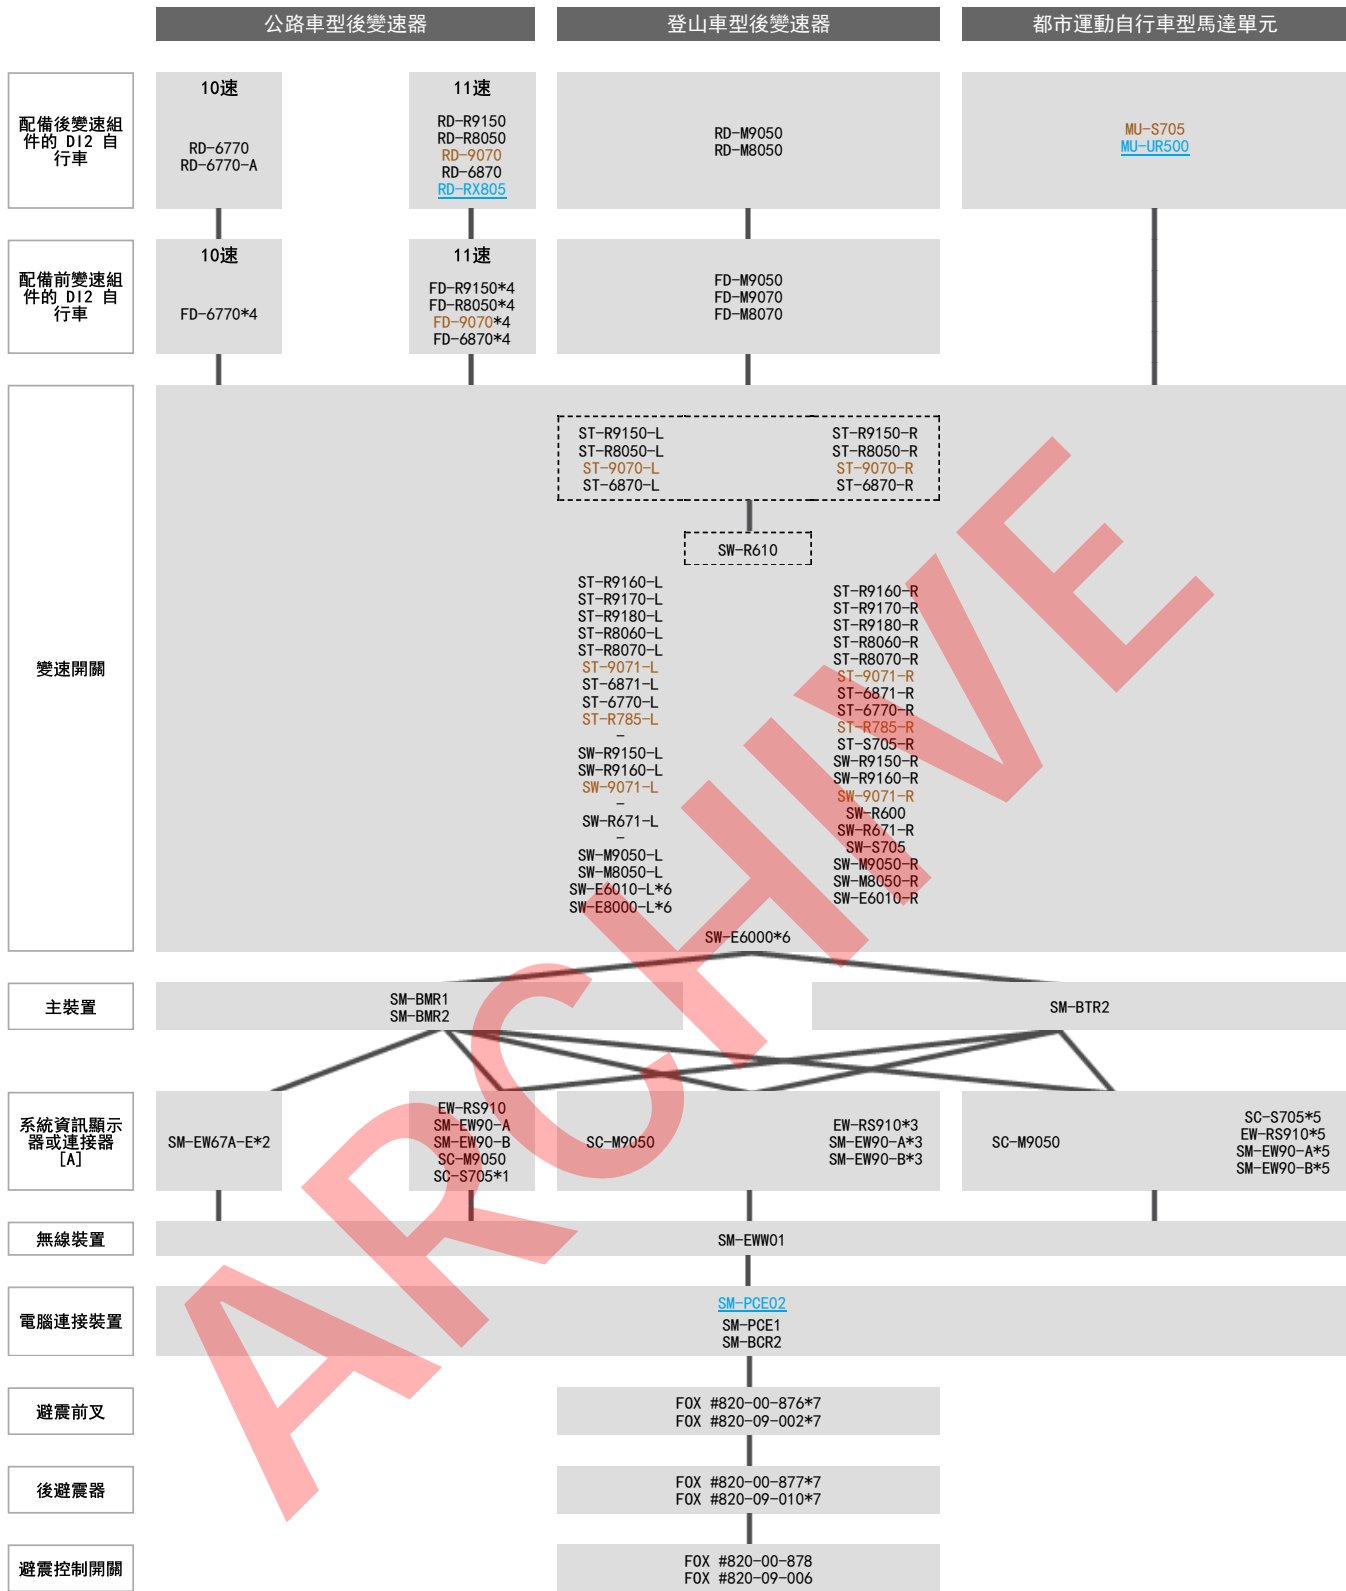 公路車型後變速器
登山車型後變速器
都市運動自行車型馬達單元
配備後變速組
件的 DI2 自
行車
10速
RD-6770
RD-6770-A
11速
RD-R9150
RD-R8050
RD-9070
RD-6870
RD-RX805
RD-M9050
RD-M8050
MU-S705
MU-UR500
配備前變速組
件的 DI2 自
行車
10速
FD-6770*4
11速
FD-R9150*4
FD-R8050*4
FD-9070*4
FD-6870*4
FD-M9050
FD-M9070
FD-M8070
變速開關
ST-R9150-L
ST-R8050-L
ST-9070-L
ST-6870-L
ST-R9150-R
ST-R8050-R
ST-9070-R
ST-6870-R
SW-R610
ST-R9160-L
ST-R9170-L
ST-R9180-L
ST-R8060-L
ST-R8070-L
ST-9071-L
ST-6871-L
ST-6770-L
ST-R785-L
-
SW-R9150-L
SW-R9160-L
SW-9071-L
-
SW-R671-L
-
SW-M9050-L
SW-M8050-L
SW-E6010-L*6
SW-E8000-L*6
ST-R9160-R
ST-R9170-R
ST-R9180-R
ST-R8060-R
ST-R8070-R
ST-9071-R
ST-6871-R
ST-6770-R
ST-R785-R
ST-S705-R
SW-R9150-R
SW-R9160-R
SW-9071-R
SW-R600
SW-R671-R
SW-S705
SW-M9050-R
SW-M8050-R
SW-E6010-R
SW-E6000*6
主裝置
SM-BMR1
SM-BMR2
SM-BTR2
系統資訊顯示
器或連接器
[A]
SM-EW67A-E*2
EW-RS910
SM-EW90-A
SM-EW90-B
SC-M9050
SC-S705*1
SC-M9050
EW-RS910*3
SM-EW90-A*3
SM-EW90-B*3
SC-M9050
SC-S705*5
EW-RS910*5
SM-EW90-A*5
SM-EW90-B*5
無線裝置
SM-EWW01
電腦連接裝置
SM-PCE02
SM-PCE1
SM-BCR2
避震前叉
FOX #820-00-876*7
FOX #820-09-002*7
後避震器
FOX #820-00-877*7
FOX #820-09-010*7
避震控制開關
FOX #820-00-878
FOX #820-09-006
ARCHIVE